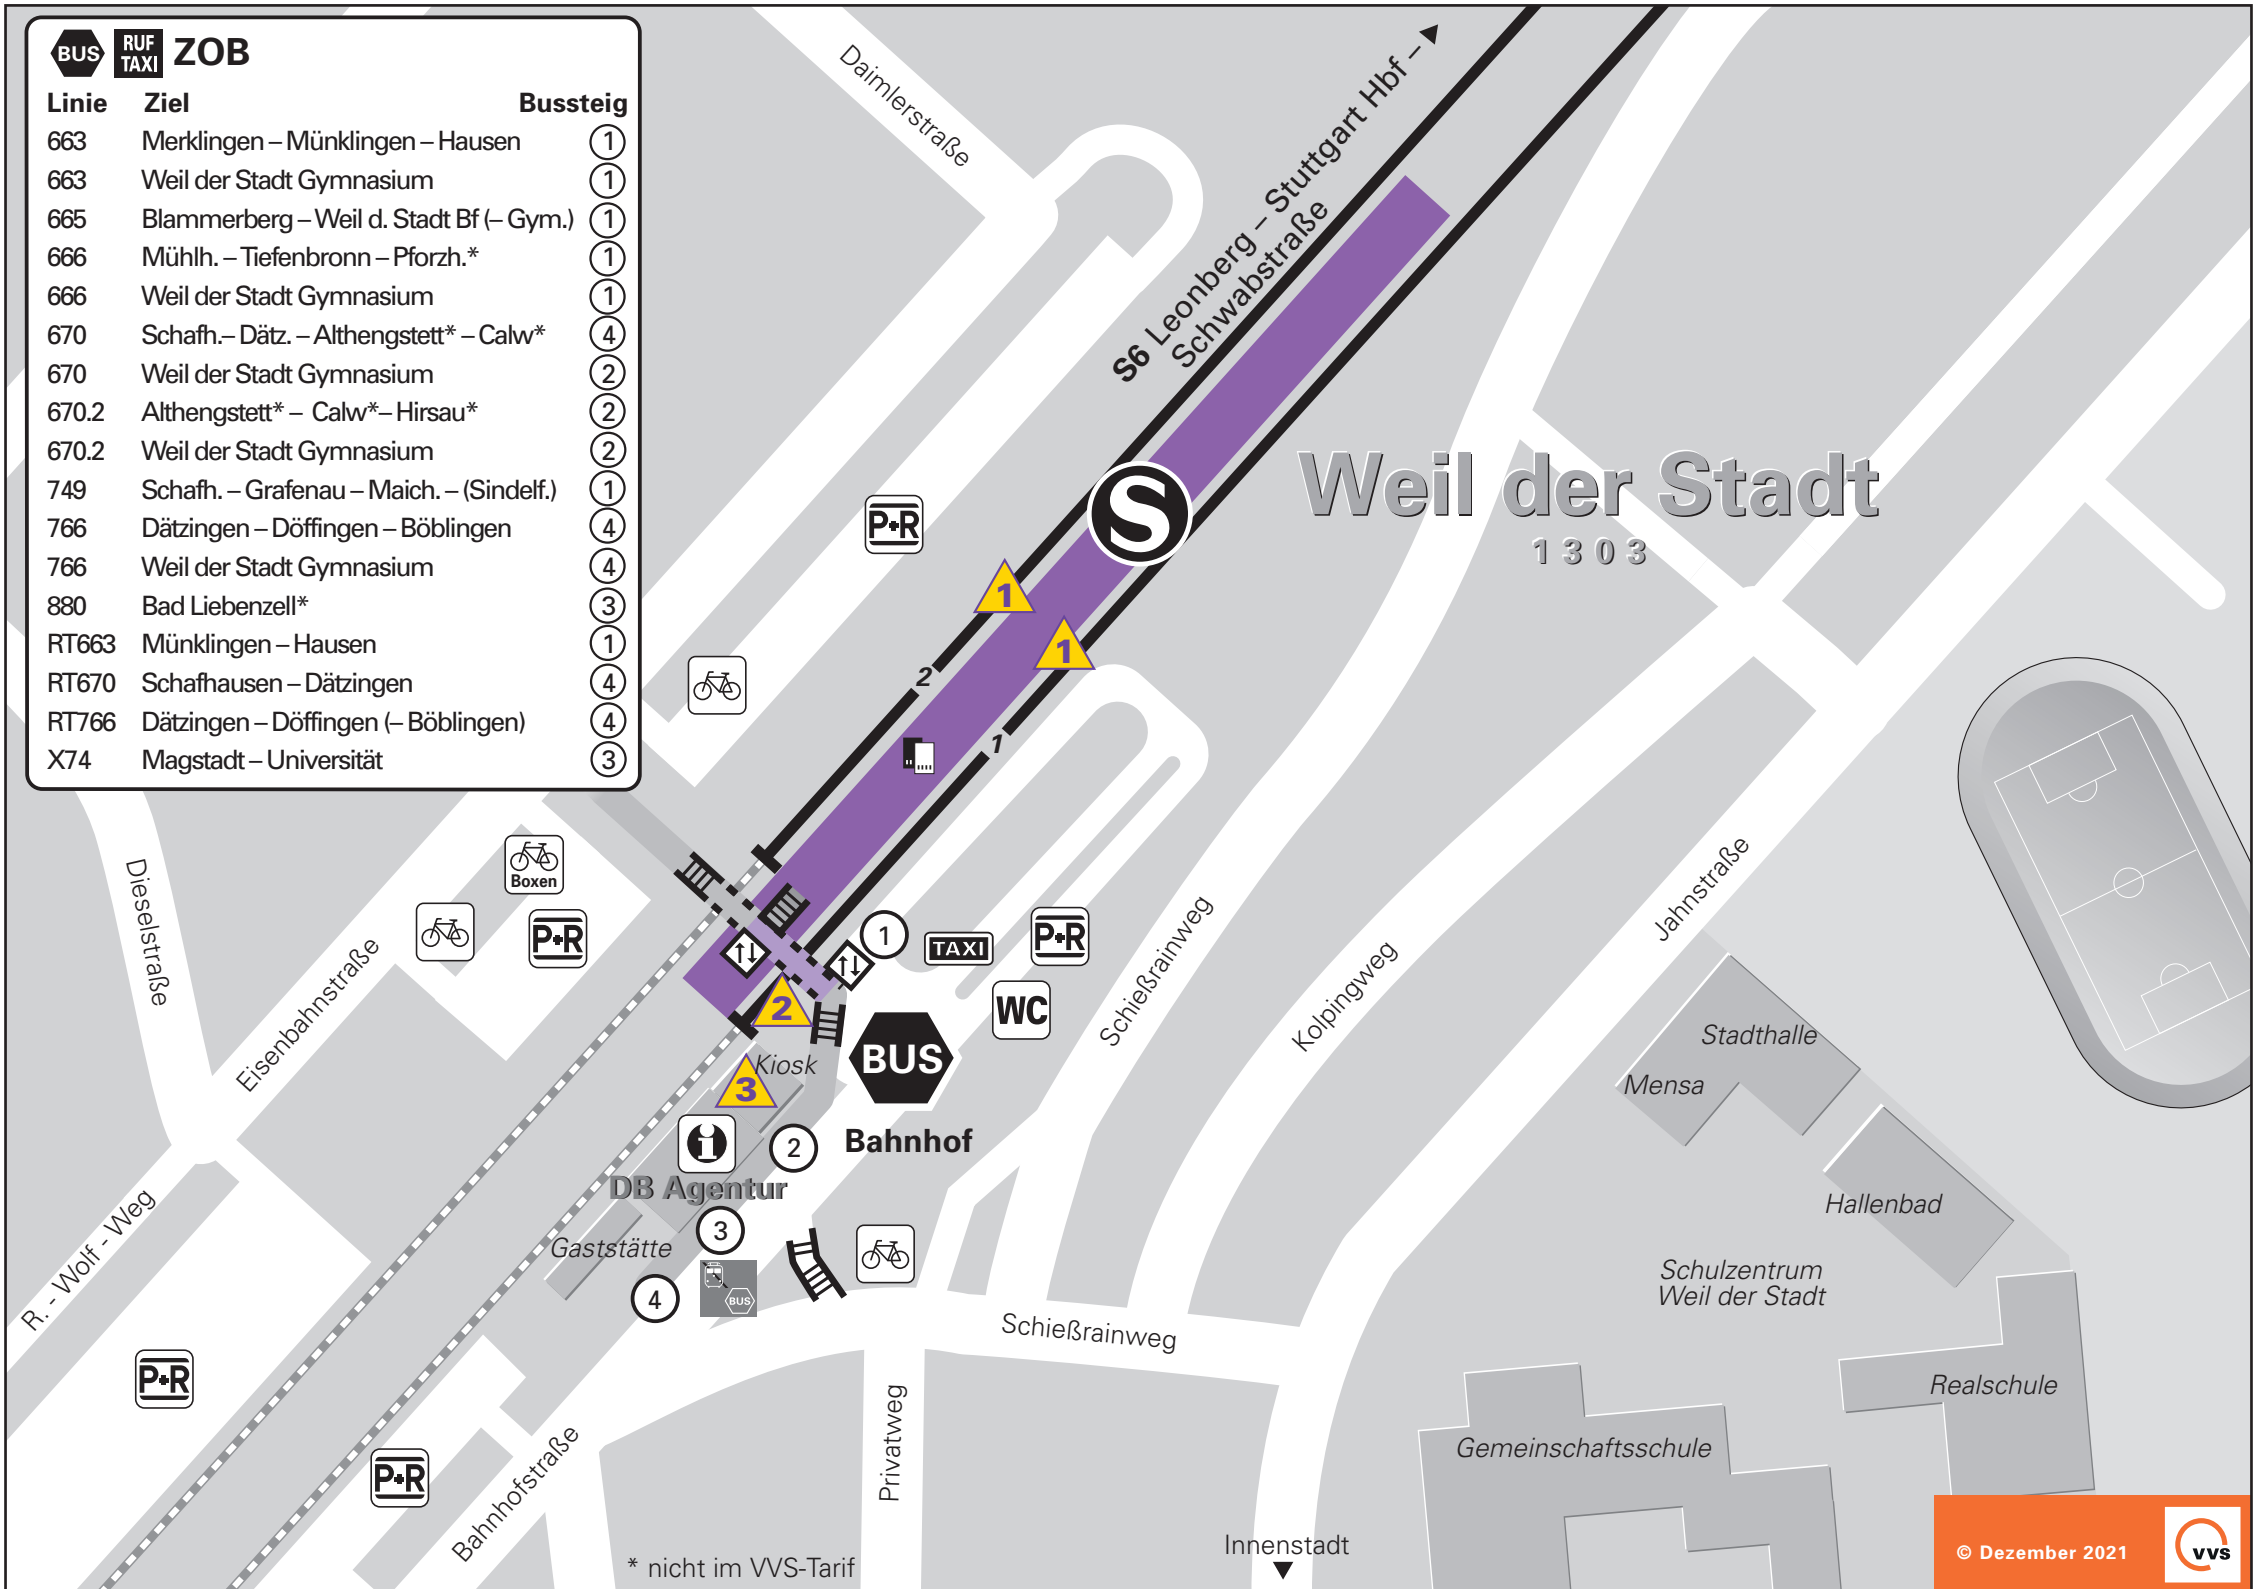 BUS RUF TAXI ZOB
Linie Ziel Bussteig
663 Merklingen – Münklingen – Hausen 1
663 Weil der Stadt Gymnasium 1
665 Blammerberg – Weil d. Stadt Bf (– Gym.) 1
666 Mühlh. – Tiefenbronn – Pforzh.* 1
666 Weil der Stadt Gymnasium 1
670 Schafh.– Dätz. – Althengstett* – Calw* 4
670 Weil der Stadt Gymnasium 2
670.2 Althengstett* – Calw*– Hirsau* 2
670.2 Weil der Stadt Gymnasium 2
749 Schafh. – Grafenau – Maich. – (Sindelf.) 1
766 Dätzingen – Döffingen – Böblingen 4
766 Weil der Stadt Gymnasium 4
880 Bad Liebenzell* 3
RT663 Münklingen – Hausen 1
RT670 Schafhausen – Dätzingen 4
RT766 Dätzingen – Döffingen (– Böblingen) 4
X74 Magstadt – Universität 3
Daimlerstraße
S6 Leonberg – Stuttgart Hbf –
Schwabstraße
Weil der Stadt
1303
S
P+R
1
1
2
1
Boxen
P+R
Dieselstraße
Eisenbahnstraße
1
TAXI
P+R
WC
2
BUS
Kiosk
3
Bahnhof
i
2
DB Agentur
3
Gaststätte
4
BUS
Schießrainweg
Kolpingweg
Jahnstraße
Stadthalle
Mensa
Hallenbad
Schulzentrum
Weil der Stadt
Realschule
Gemeinschaftsschule
R. - Wolf - Weg
P+R
P+R
Bahnhofstraße
Schießrainweg
Privatweg
Innenstadt
* nicht im VVS-Tarif
© Dezember 2021
VVS